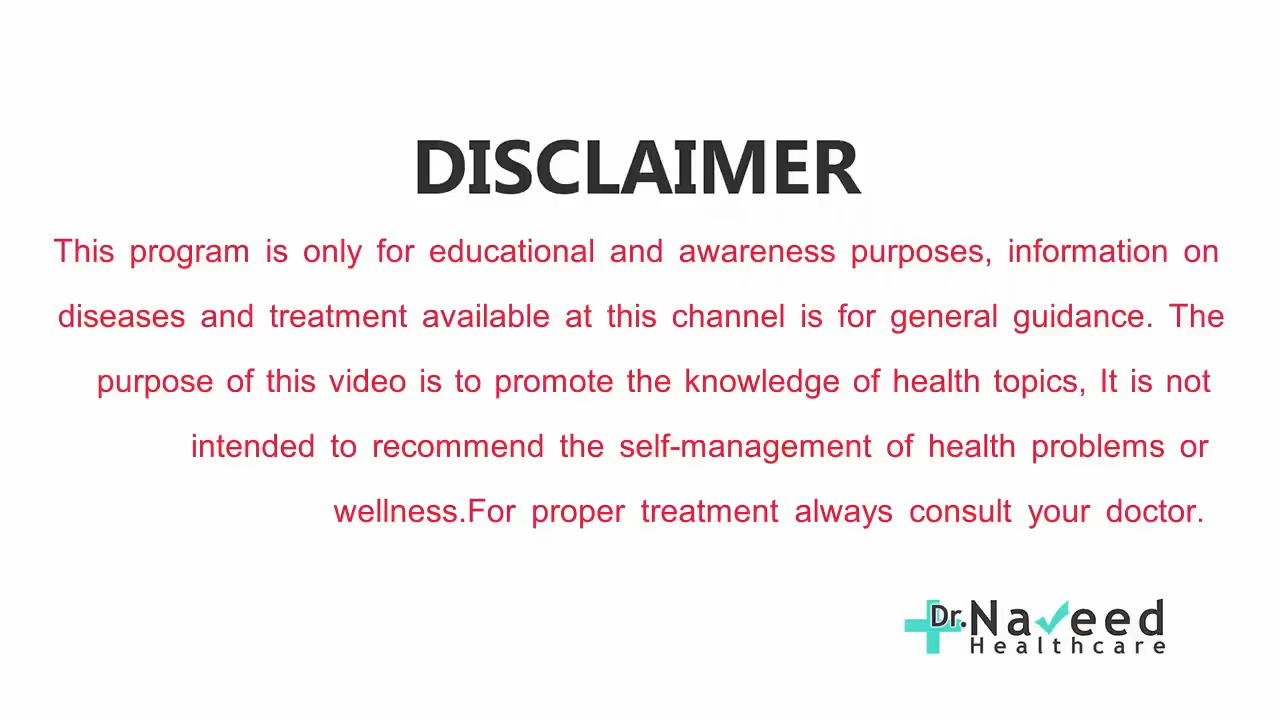 DISCLAIMER
This program is only for educational and awareness purposes, information on
diseases and treatment available at this channel is for general guidance. The
purpose of this video is to promote the knowledge of health topics, It is not
intended to recommend the self-management of health problems or
wellness.For proper treatment always consult your doctor.
Dr.Naveed
Healthcare